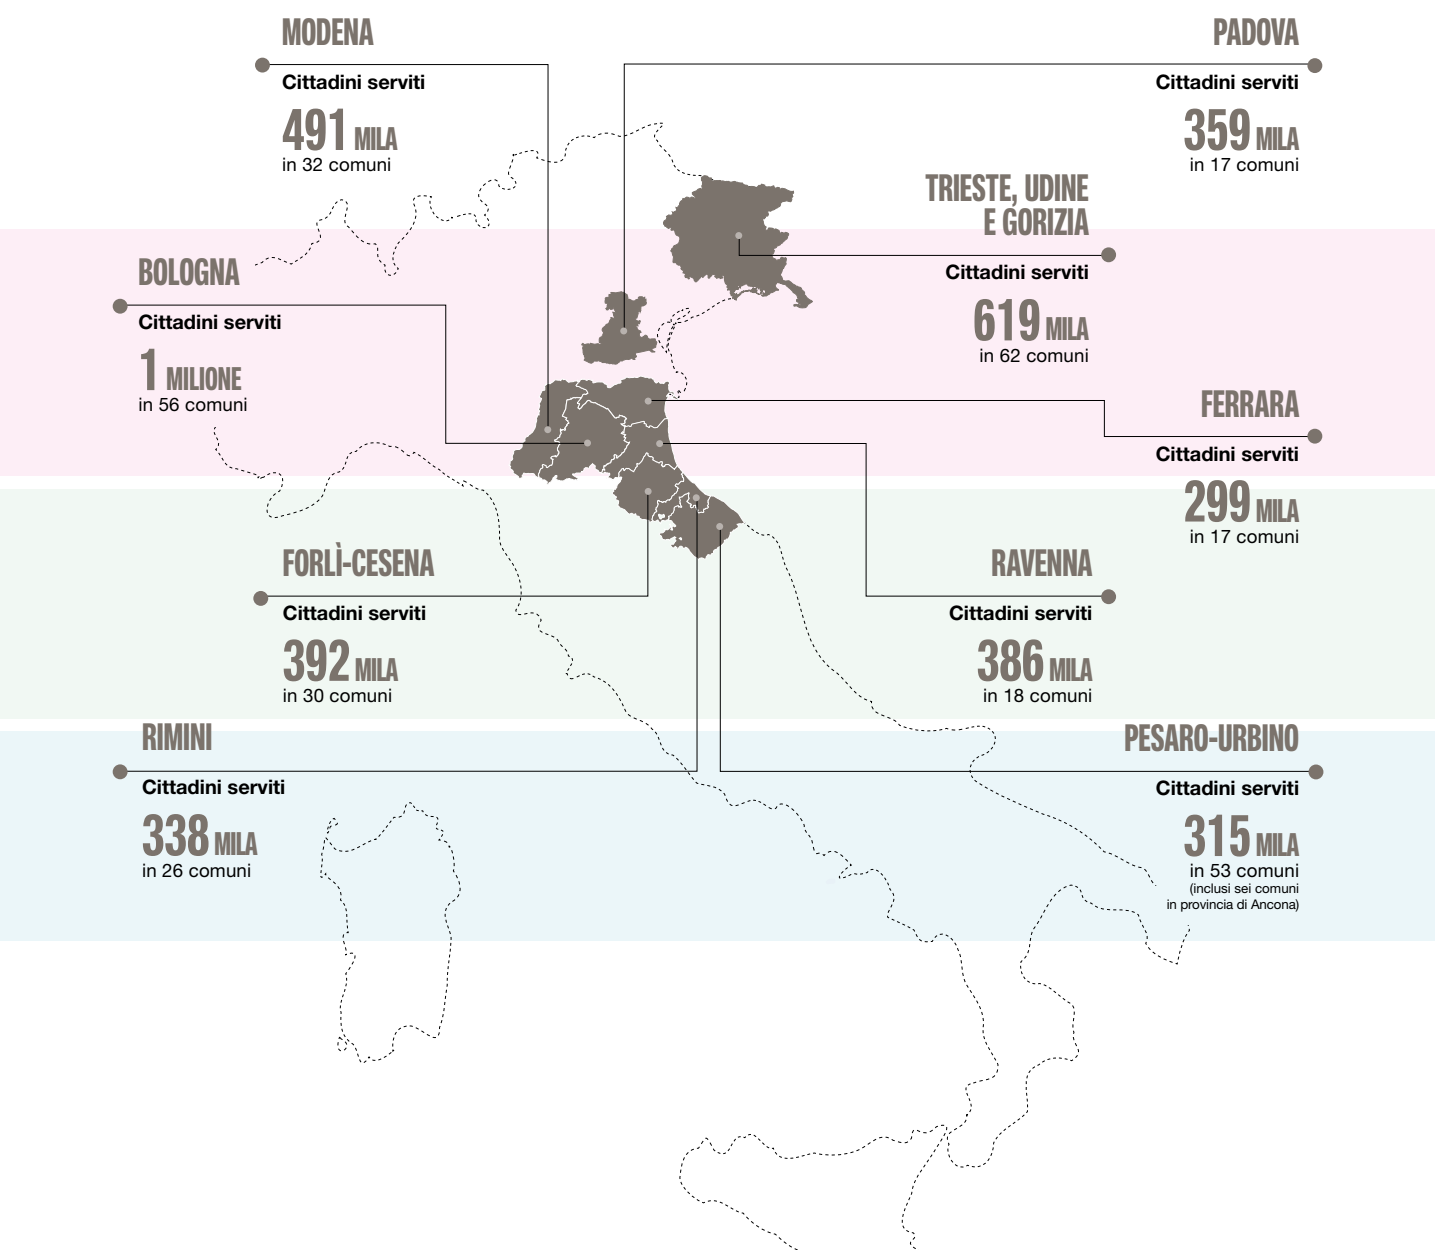 MODENA
Cittadini serviti
491 MILA
in 32 comuni
PADOVA
Cittadini serviti
359 MILA
in 17 comuni
TRIESTE, UDINE
E GORIZIA
Cittadini serviti
619 MILA
in 62 comuni
BOLOGNA
Cittadini serviti
1 MILIONE
in 56 comuni
FERRARA
Cittadini serviti
299 MILA
in 17 comuni
FORLÌ-CESENA
Cittadini serviti
392 MILA
in 30 comuni
RAVENNA
Cittadini serviti
386 MILA
in 18 comuni
RIMINI
Cittadini serviti
338 MILA
in 26 comuni
PESARO-URBINO
Cittadini serviti
315 MILA
in 53 comuni
(inclusi sei comuni
in provincia di Ancona)